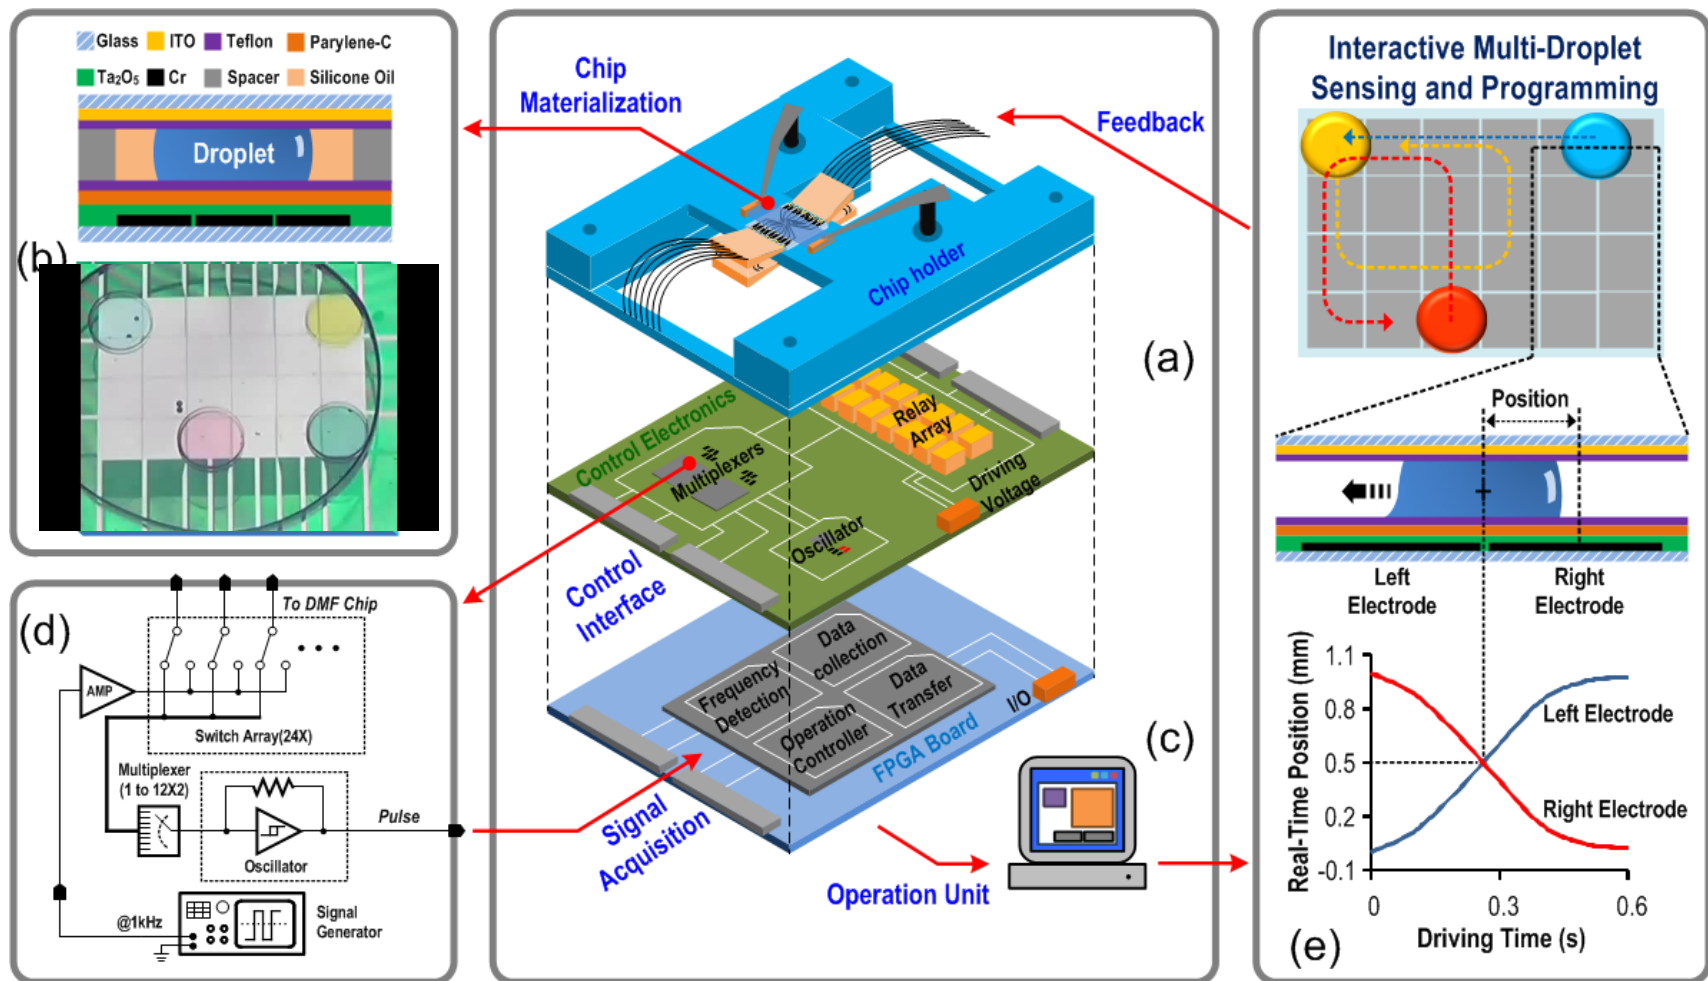 Glass ITO Teflon Parylene-C
Ta₂O₅ Cr Spacer Silicone Oil
Droplet
(b)
Chip
Materialization
Feedback
Chip holder
(a)
Control Electronics
Relay
Array
Multiplexers
Driving
Voltage
Oscillator
Control
Interface
Data
collection
Frequency
Detection
Data
Transfer
Operation
Controller
I/O
FPGA Board
(c)
Signal
Acquisition
Operation Unit
(d)
To DMF Chip
AMP
Switch Array(24X)
Multiplexer
(1 to 12X2)
Pulse
Oscillator
@1kHz
Signal
Generator
Interactive Multi-Droplet
Sensing and Programming
Position
Left
Electrode
Right
Electrode
Real-Time Position (mm)
1.1
0.8
0.5
0.2
-0.1
Left Electrode
Right Electrode
0 0.3 0.6
Driving Time (s)
(e)